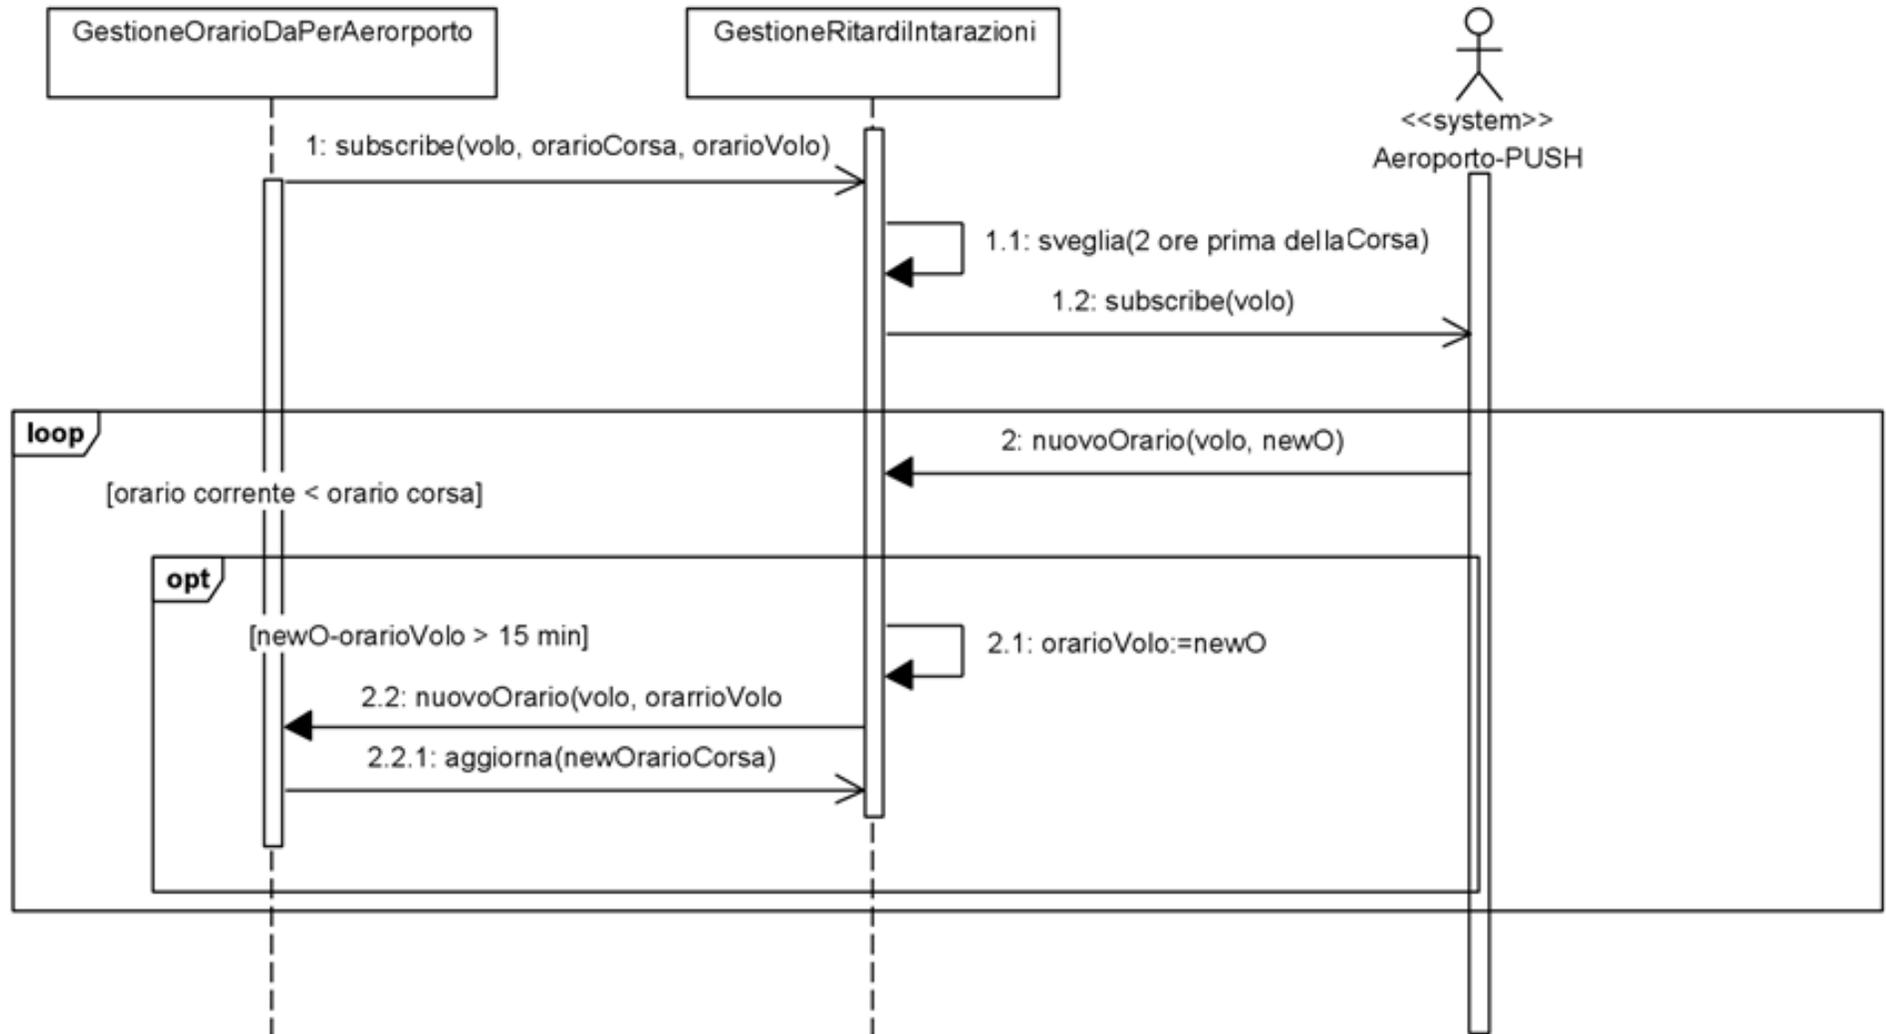 GestioneOrarioDaPerAerorporto
GestioneRitardiIntarazioni
<<system>>
Aeroporto-PUSH
1: subscribe(volo, orarioCorsa, orarioVolo)
1.1: sveglia(2 ore prima dellaCorsa)
1.2: subscribe(volo)
loop
2: nuovoOrario(volo, newO)
[orario corrente < orario corsa]
opt
[newO-orarioVolo > 15 min]
2.1: orarioVolo:=newO
2.2: nuovoOrario(volo, orarrioVolo
2.2.1: aggiorna(newOrarioCorsa)